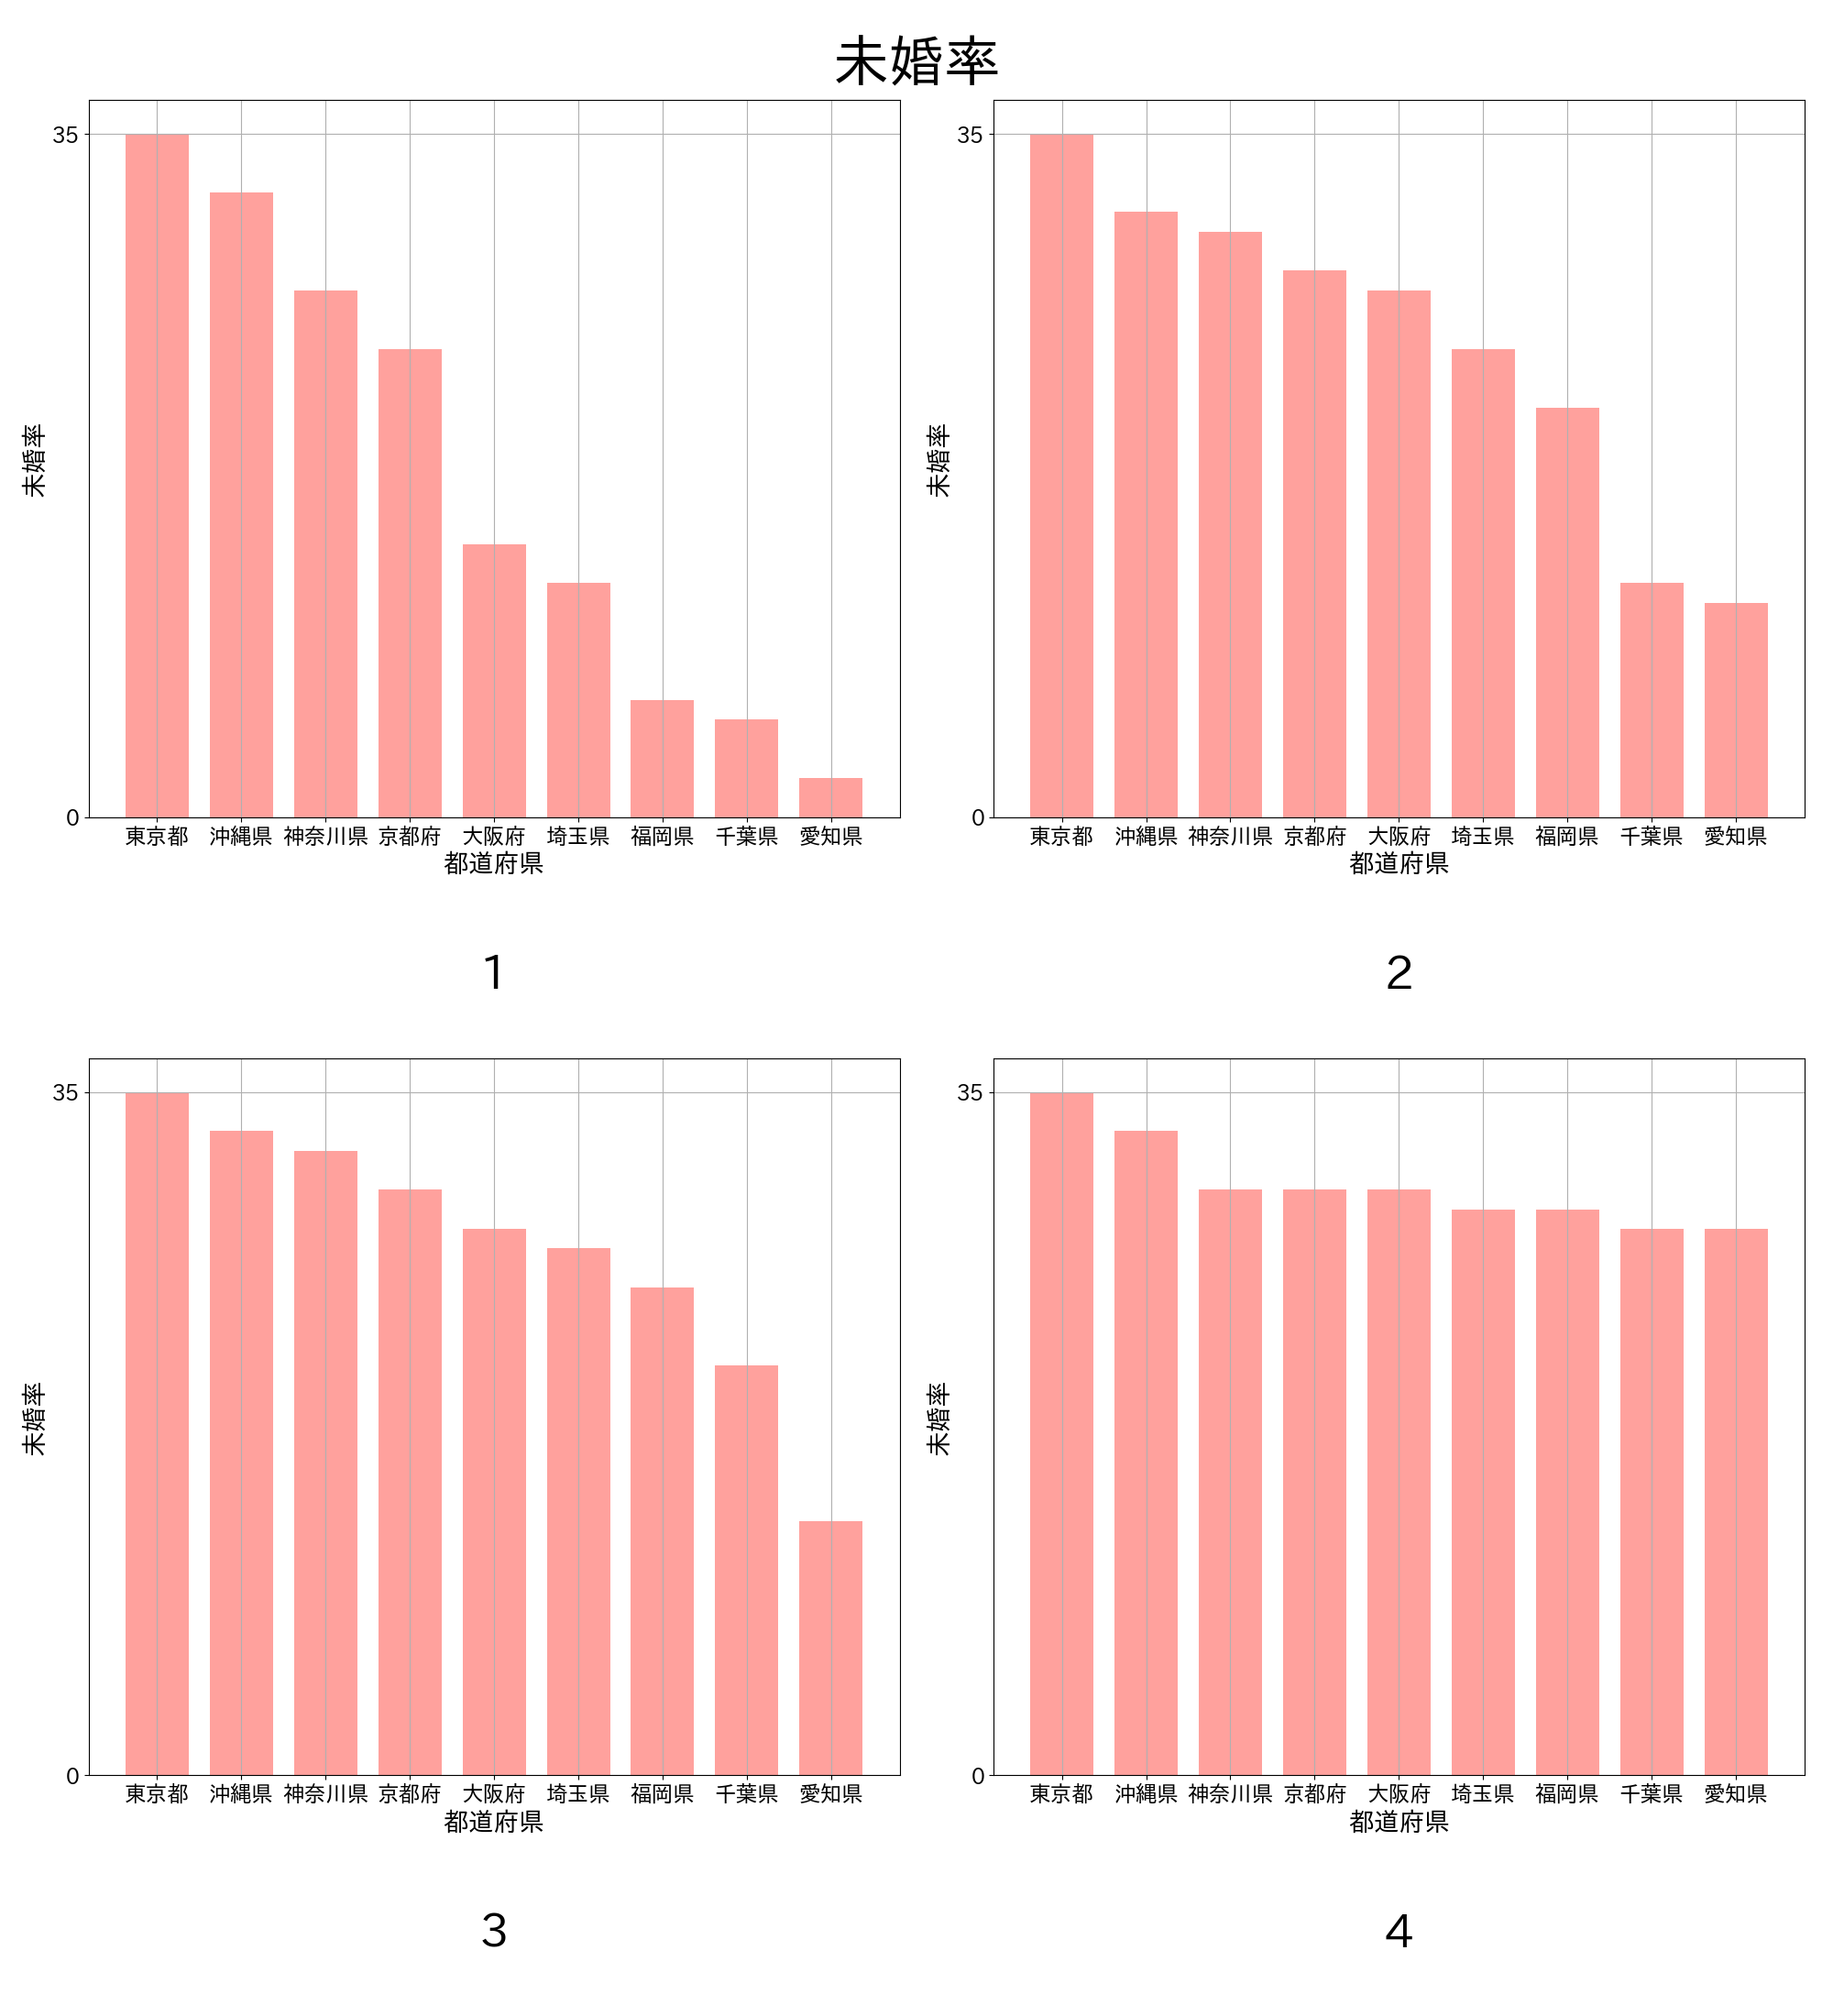 未婚率
35
0
未婚率
東京都 沖縄県 神奈川県 京都府 大阪府 埼玉県 福岡県 千葉県 愛知県
都道府県
1
35
0
未婚率
東京都 沖縄県 神奈川県 京都府 大阪府 埼玉県 福岡県 千葉県 愛知県
都道府県
2
35
0
未婚率
東京都 沖縄県 神奈川県 京都府 大阪府 埼玉県 福岡県 千葉県 愛知県
都道府県
3
35
0
未婚率
東京都 沖縄県 神奈川県 京都府 大阪府 埼玉県 福岡県 千葉県 愛知県
都道府県
4